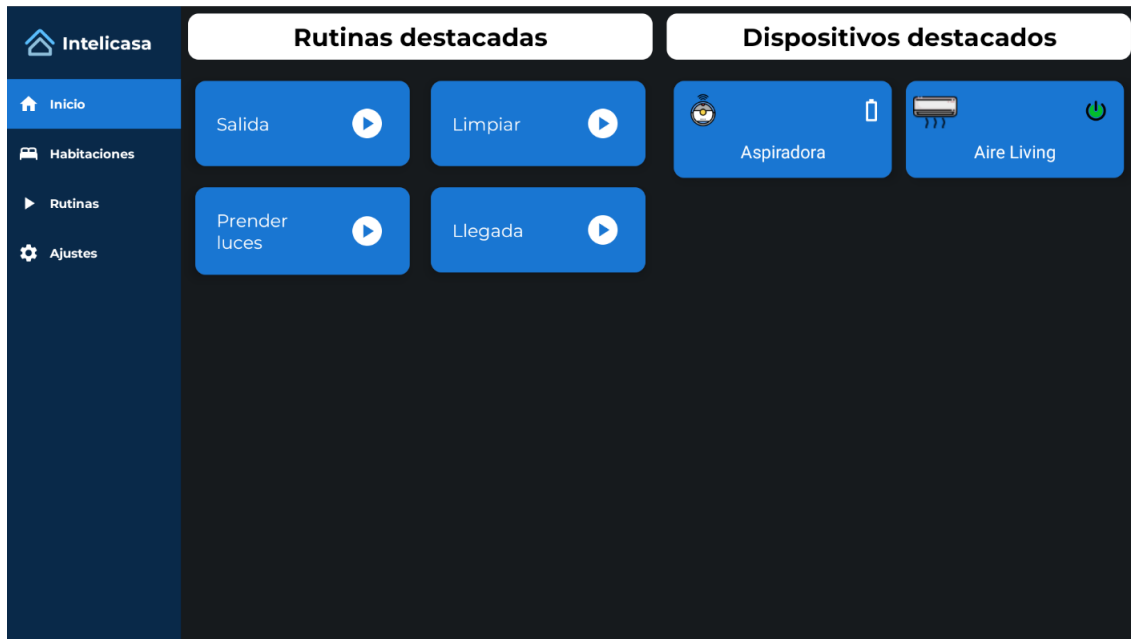 Intelicasa
Inicio
Habitaciones
Rutinas
Ajustes
Rutinas destacadas
Salida
Limpiar
Prender
luces
Llegada
Dispositivos destacados
Aspiradora
Aire Living